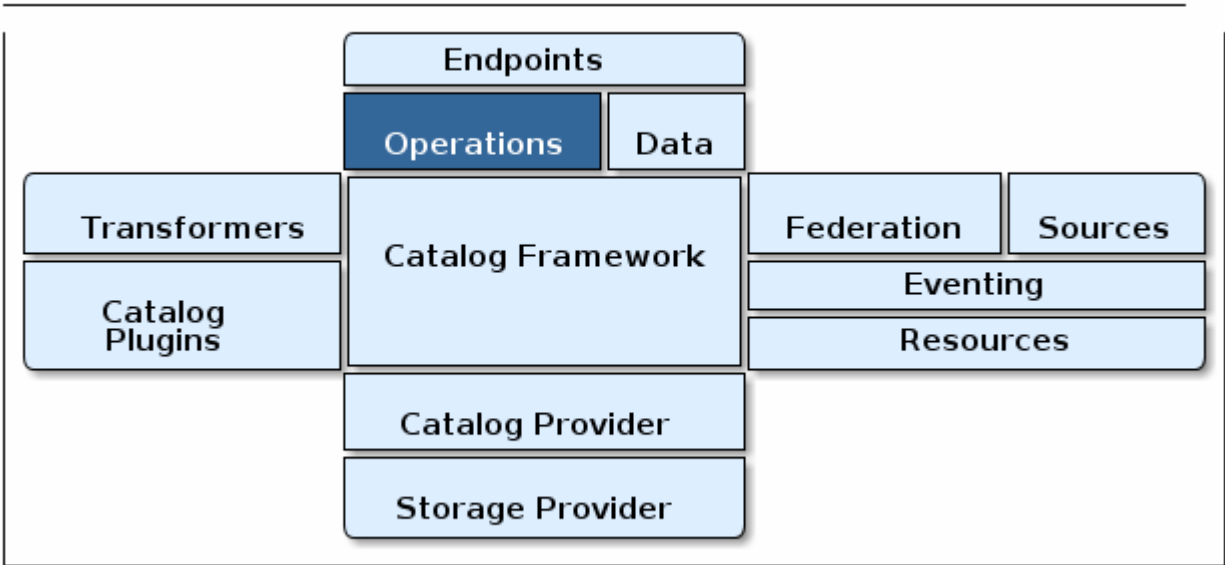 Endpoints
Operations
Data
Transformers
Catalog Framework
Federation
Sources
Eventing
Catalog
Plugins
Resources
Catalog Provider
Storage Provider